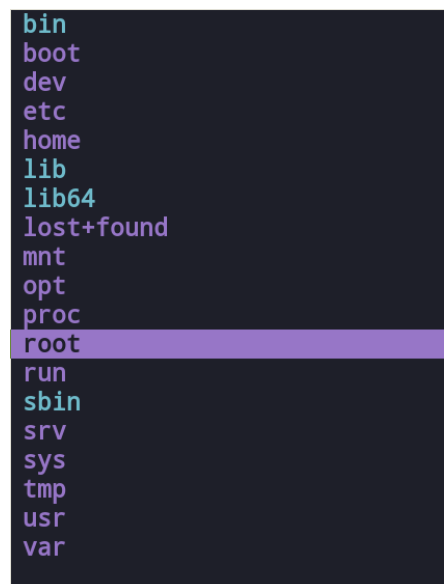 bin
boot
dev
etc
home
lib
lib64
lost+found
mnt
opt
proc
root
run
sbin
srv
sys
tmp
usr
var